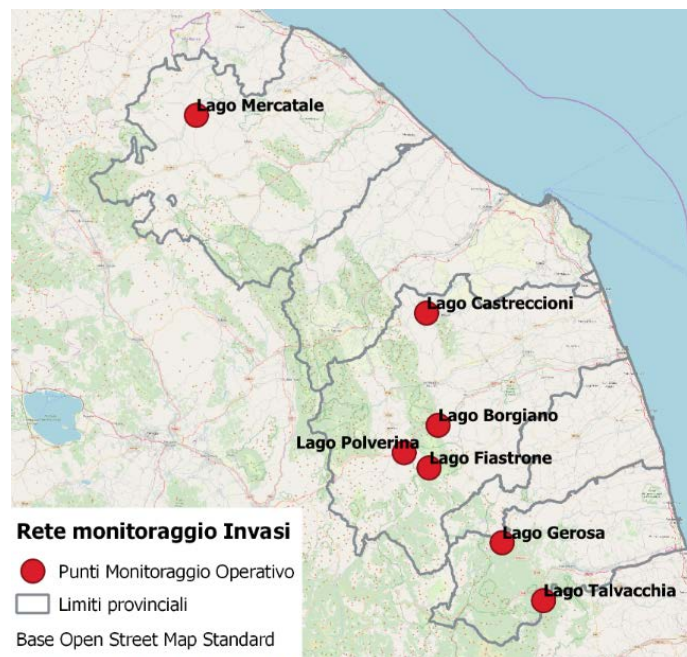 Lago Mercatale
Lago Castreccioni
Lago Borgiano
Lago Polverina
Lago Fiastrone
Lago Gerosa
Lago Talvacchia
Rete monitoraggio Invasi
Punti Monitoraggio Operativo
Limiti provinciali
Base Open Street Map Standard